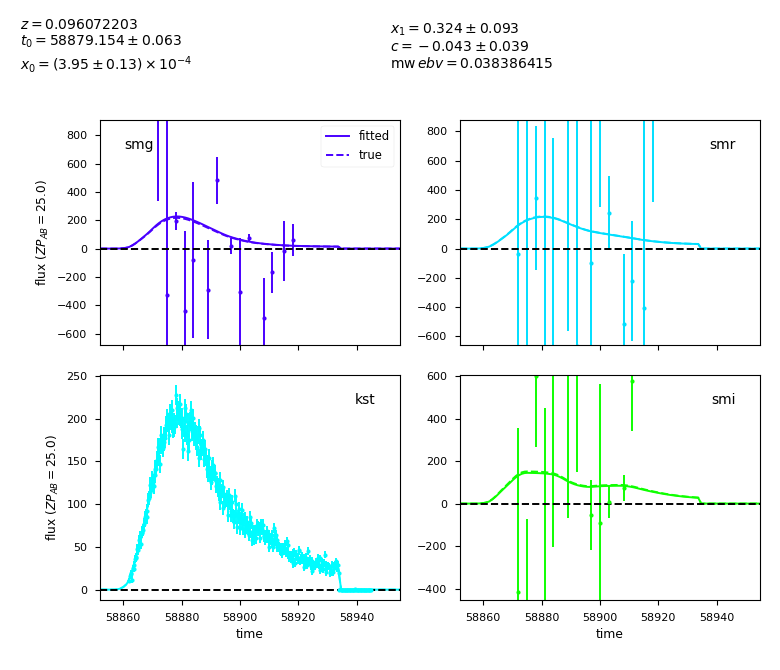 z = 0.096072203
t₀ = 58879.154 ± 0.063
x₀ = (3.95 ± 0.13) × 10⁻⁴
x₁ = 0.324 ± 0.093
c = −0.043 ± 0.039
mw ebv = 0.038386415
flux (ZP_AB = 25.0)
800
600
400
200
0
−200
−400
−600
smg
fitted
true
800
600
400
200
0
−200
−400
−600
smr
flux (ZP_AB = 25.0)
250
200
150
100
50
0
kst
58860 58880 58900 58920 58940
time
600
400
200
0
−200
−400
smi
58860 58880 58900 58920 58940
time